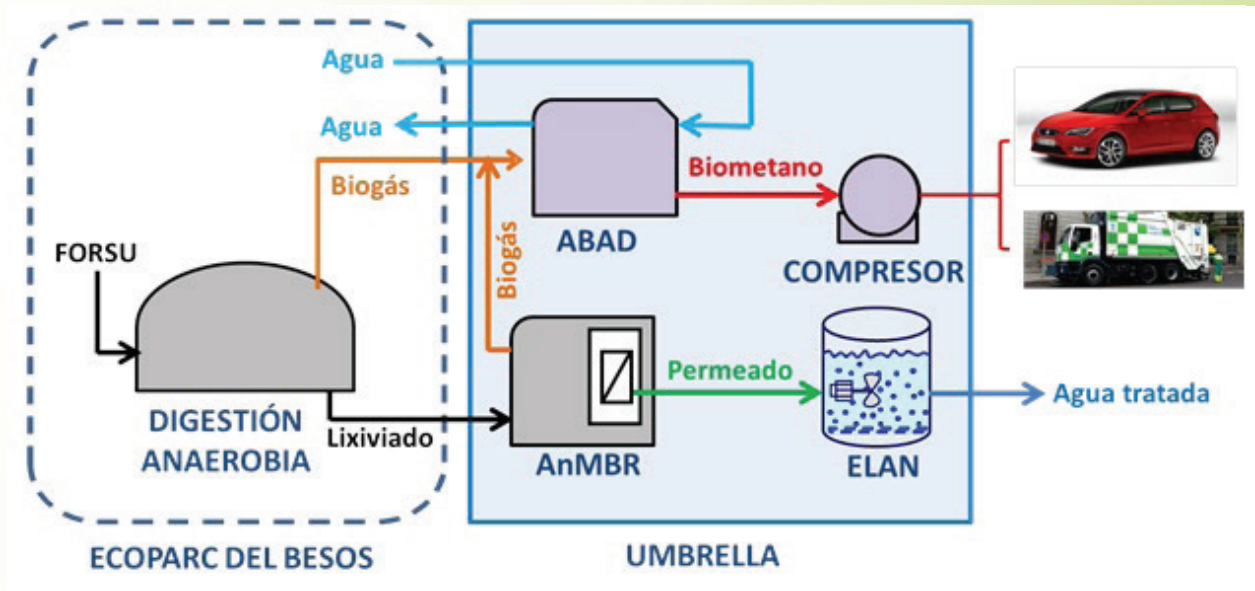 Agua
Agua
Biogás
Biometano
Biogás
ABAD
COMPRESOR
FORSU
DIGESTIÓN
ANAEROBIA
Lixiviado
Permeado
AnMBR
ELAN
Agua tratada
ECOPARC DEL BESOS
UMBRELLA